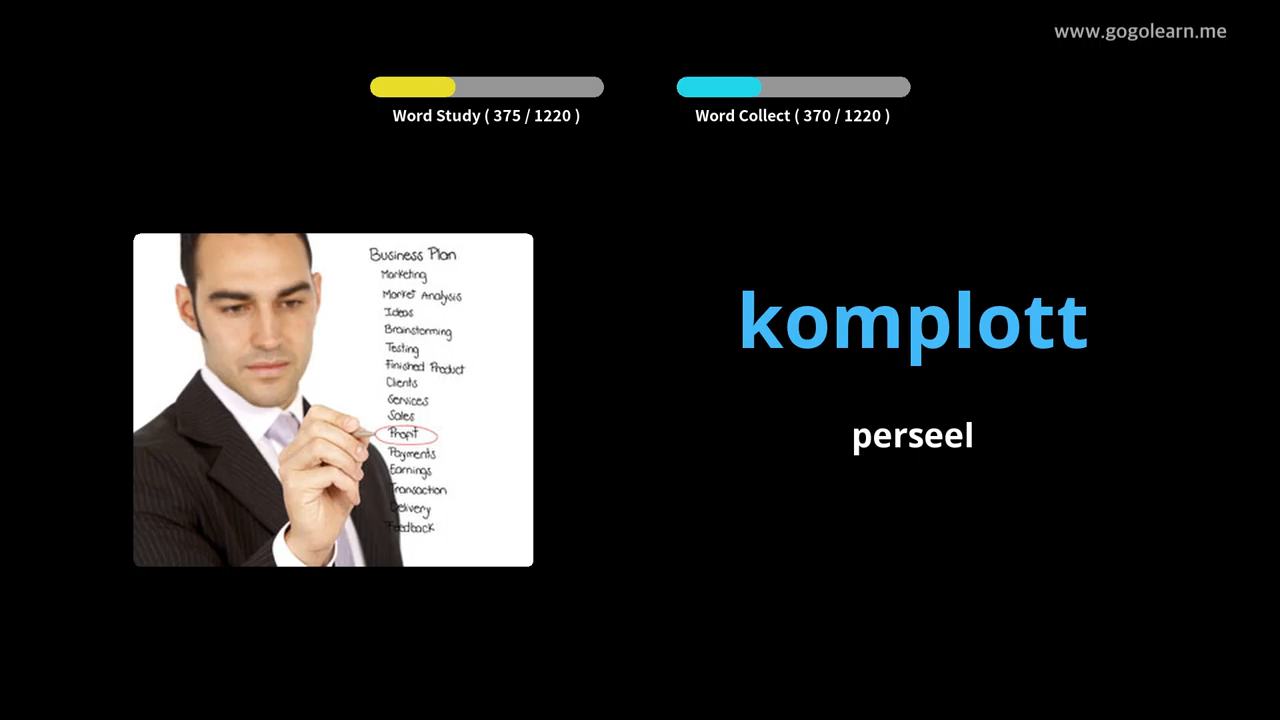 www.gogolearn.me
Word Study ( 375 / 1220 )
Word Collect ( 370 / 1220 )
Business Plan
Marketing
Market Analysis
Ideas
Brainstorming
Testing
Finished Product
Clients
Services
Sales
Profit
Payments
Earnings
Transaction
Delivery
Feedback
komplott
perseel